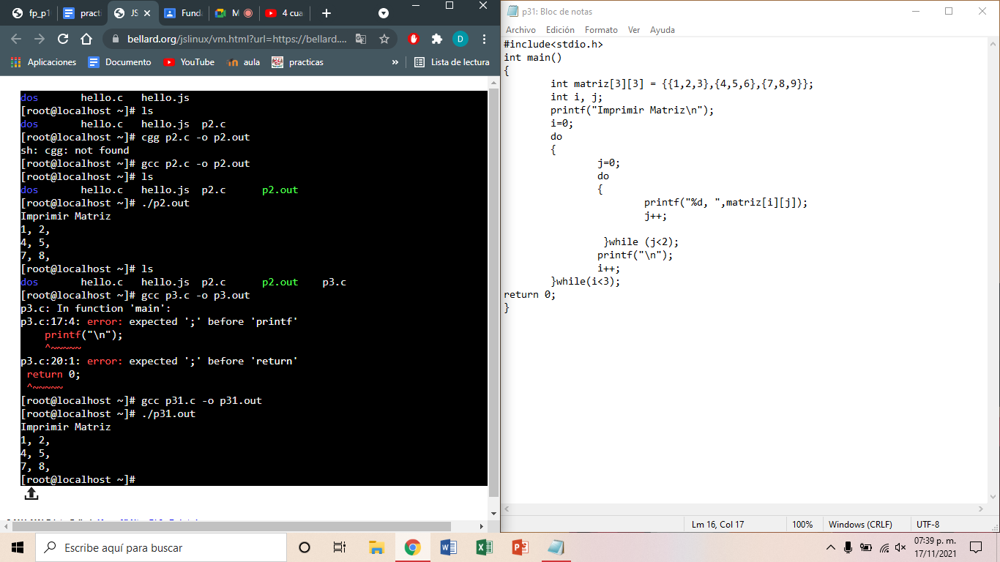 fp_p1
practi
JS
Fund
M
4 cua
bellard.org/jslinux/vm.html?url=https://bellard....
D
Aplicaciones
Documento
YouTube
aula
practicas
»
Lista de lectura
dos hello.c hello.js
[root@localhost ~]# ls
dos hello.c hello.js p2.c
[root@localhost ~]# cgg p2.c -o p2.out
sh: cgg: not found
[root@localhost ~]# gcc p2.c -o p2.out
[root@localhost ~]# ls
dos hello.c hello.js p2.c p2.out
[root@localhost ~]# ./p2.out
Imprimir Matriz
1, 2,
4, 5,
7, 8,
[root@localhost ~]# ls
dos hello.c hello.js p2.c p2.out p3.c
[root@localhost ~]# gcc p3.c -o p3.out
p3.c: In function 'main':
p3.c:17:4: error: expected ';' before 'printf'
printf("\n");
^~~~~~
p3.c:20:1: error: expected ';' before 'return'
return 0;
^~~~~~
[root@localhost ~]# gcc p31.c -o p31.out
[root@localhost ~]# ./p31.out
Imprimir Matriz
1, 2,
4, 5,
7, 8,
[root@localhost ~]#
p31: Bloc de notas
Archivo Edición Formato Ver Ayuda
#include<stdio.h>
int main()
{
int matriz[3][3] = {{1,2,3},{4,5,6},{7,8,9}};
int i, j;
printf("Imprimir Matriz\n");
i=0;
do
{
j=0;
do
{
printf("%d, ",matriz[i][j]);
j++;
}while (j<2);
printf("\n");
i++;
}while(i<3);
return 0;
}
Lm 16, Col 17 100% Windows (CRLF) UTF-8
Escribe aquí para buscar
07:39 p. m.
17/11/2021